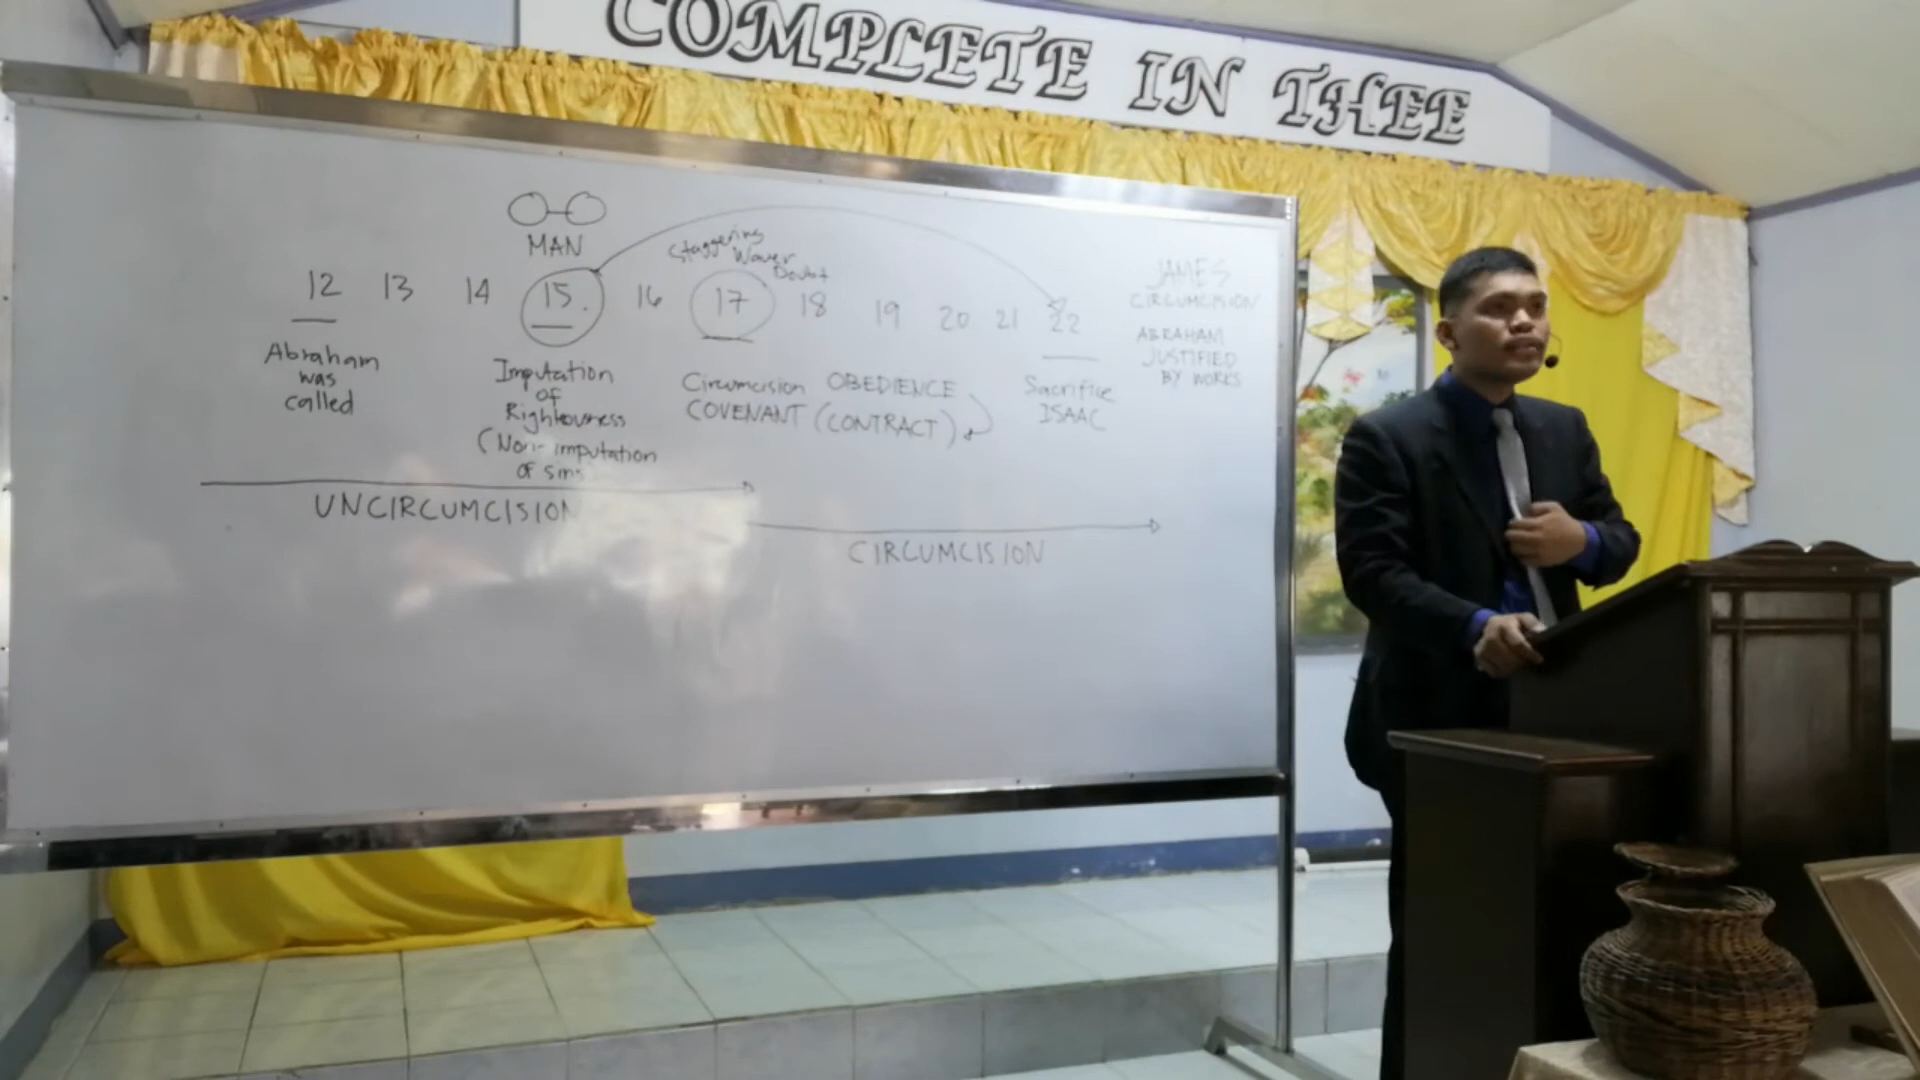 COMPLETE IN THEE
MAN
Staggering
Waver
Doubt
12 13 14 15. 16 17 18 19 20 21 22
Abraham
was
called
Imputation
of
Righteousness
(Non-imputation
of sins)
Circumcision OBEDIENCE
COVENANT (CONTRACT)
Sacrifice
ISAAC
JAMES
CIRCUMCISION
ABRAHAM
JUSTIFIED
BY WORKS
UNCIRCUMCISION
CIRCUMCISION